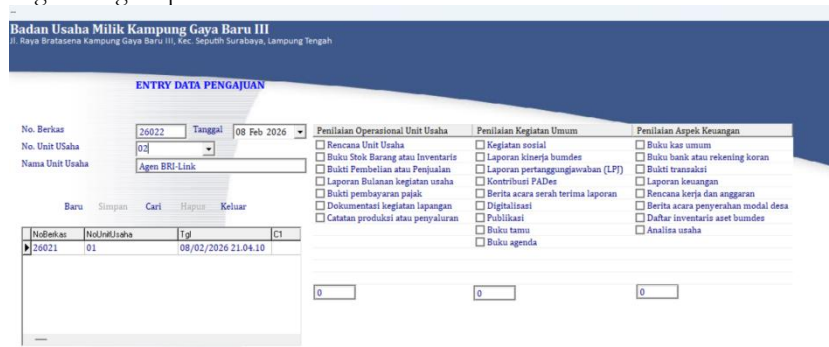 Badan Usaha Milik Kampung Gaya Baru III
Jl. Raya Bratasena Kampung Gaya Baru III, Kec. Seputih Surabaya, Lampung Tengah
ENTRY DATA PENGAJUAN
No. Berkas 26022 Tanggal 08 Feb 2026
No. Unit USaha 02
Nama Unit Usaha Agen BRI-Link
Baru Simpan Cari Hapus Keluar
NoBerkas NoUnitUsaha Tgl C1
26021 01 08/02/2026 21.04.10
Penilaian Operasional Unit Usaha
Rencana Unit Usaha
Buku Stok Barang atau Inventaris
Bukti Pembelian atau Penjualan
Laporan Bulanan kegiatan usaha
Bukti pembayaran pajak
Dokumentasi kegiatan lapangan
Catatan produksi atau penyaluran
0
Penilaian Kegiatan Umum
Kegiatan sosial
Laporan kinerja bumdes
Laporan pertanggungjawaban (LPJ)
Kontribusi PADes
Berita acara serah terima laporan
Digitalisasi
Publikasi
Buku tamu
Buku agenda
0
Penilaian Aspek Keuangan
Buku kas umum
Buku bank atau rekening koran
Bukti transaksi
Laporan keuangan
Rencana kerja dan anggaran
Berita acara penyerahan modal desa
Daftar inventaris aset bumdes
Analisa usaha
0